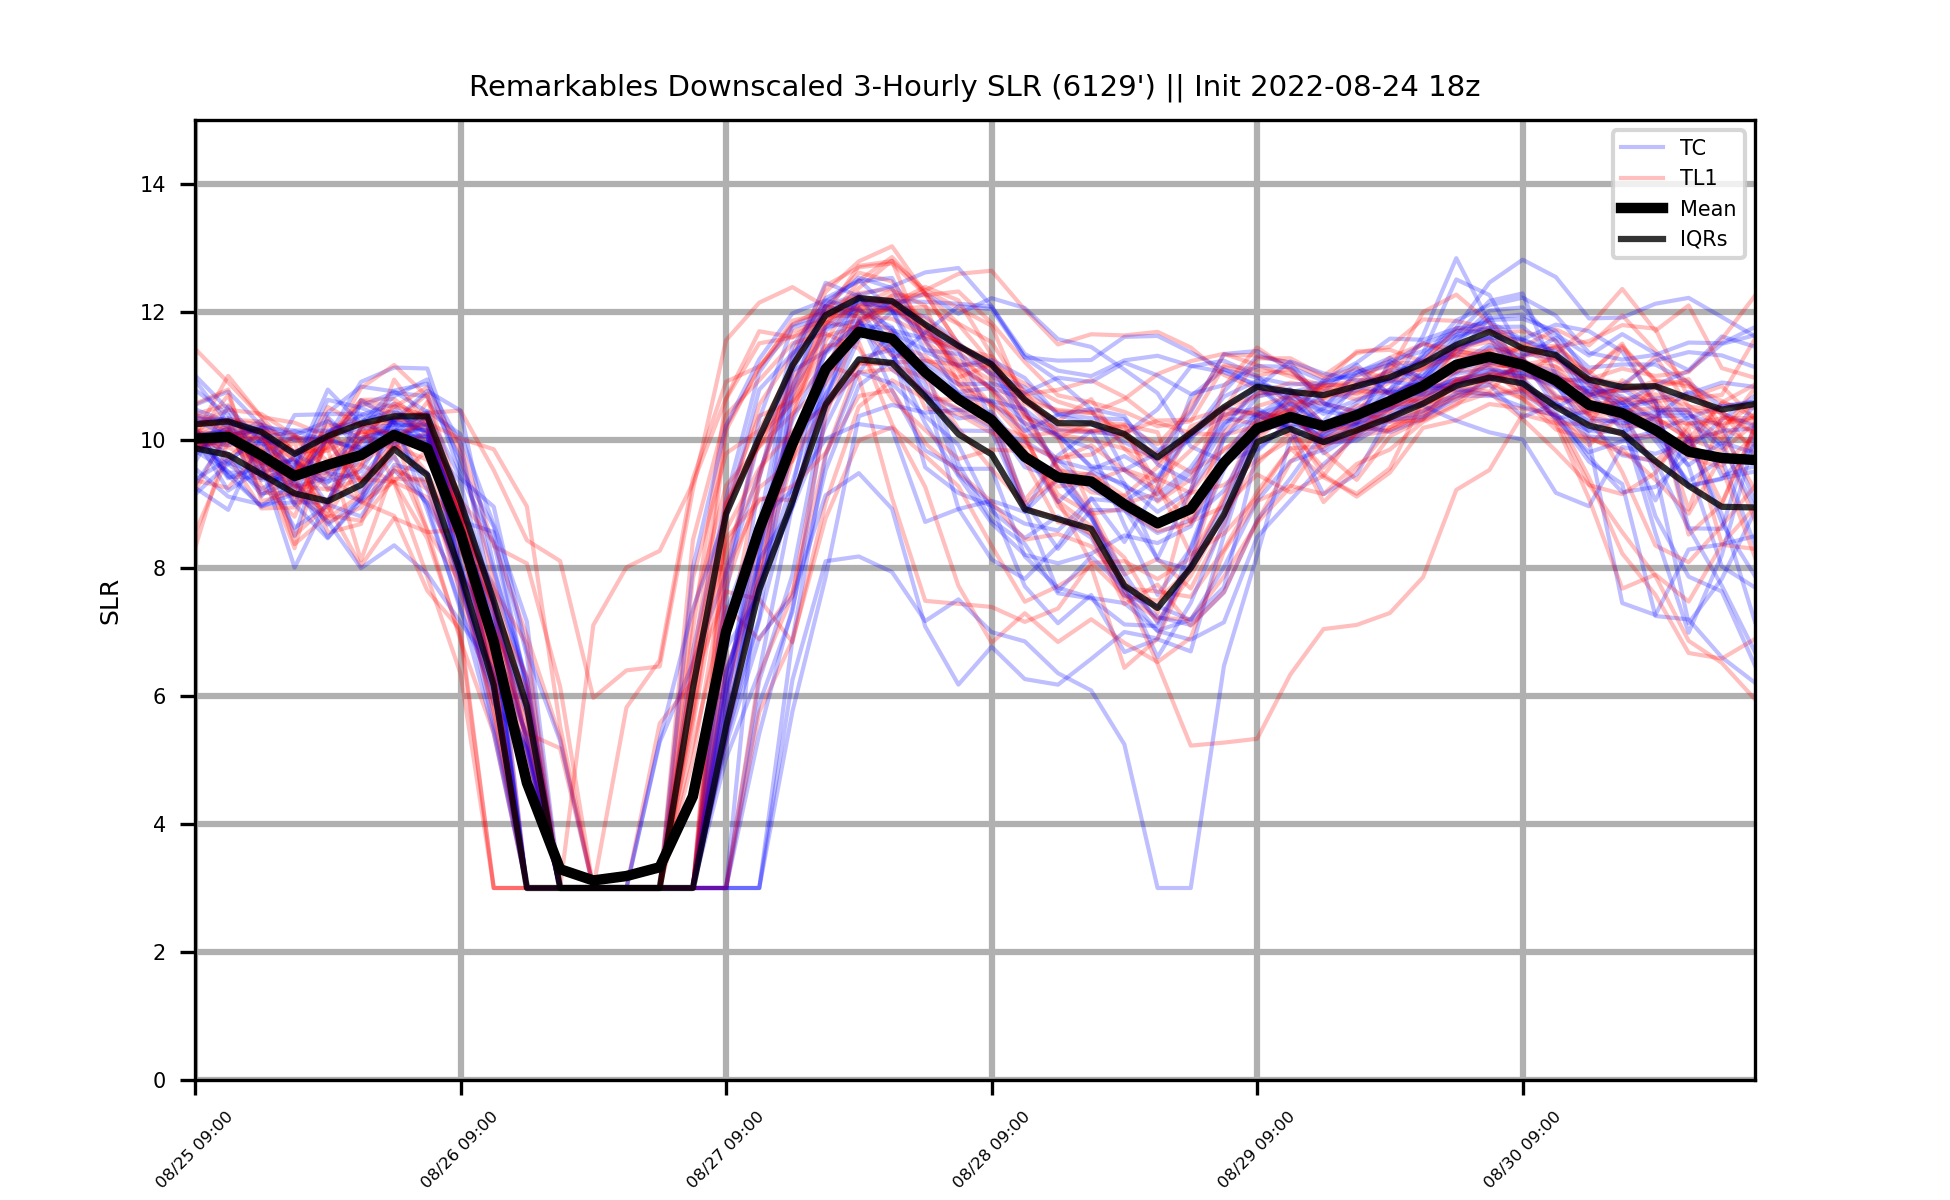 Remarkables Downscaled 3-Hourly SLR (6129') || Init 2022-08-24 18z
TC
TL1
Mean
IQRs
SLR
14
12
10
8
6
4
2
0
08/25 09:00
08/26 09:00
08/27 09:00
08/28 09:00
08/29 09:00
08/30 09:00